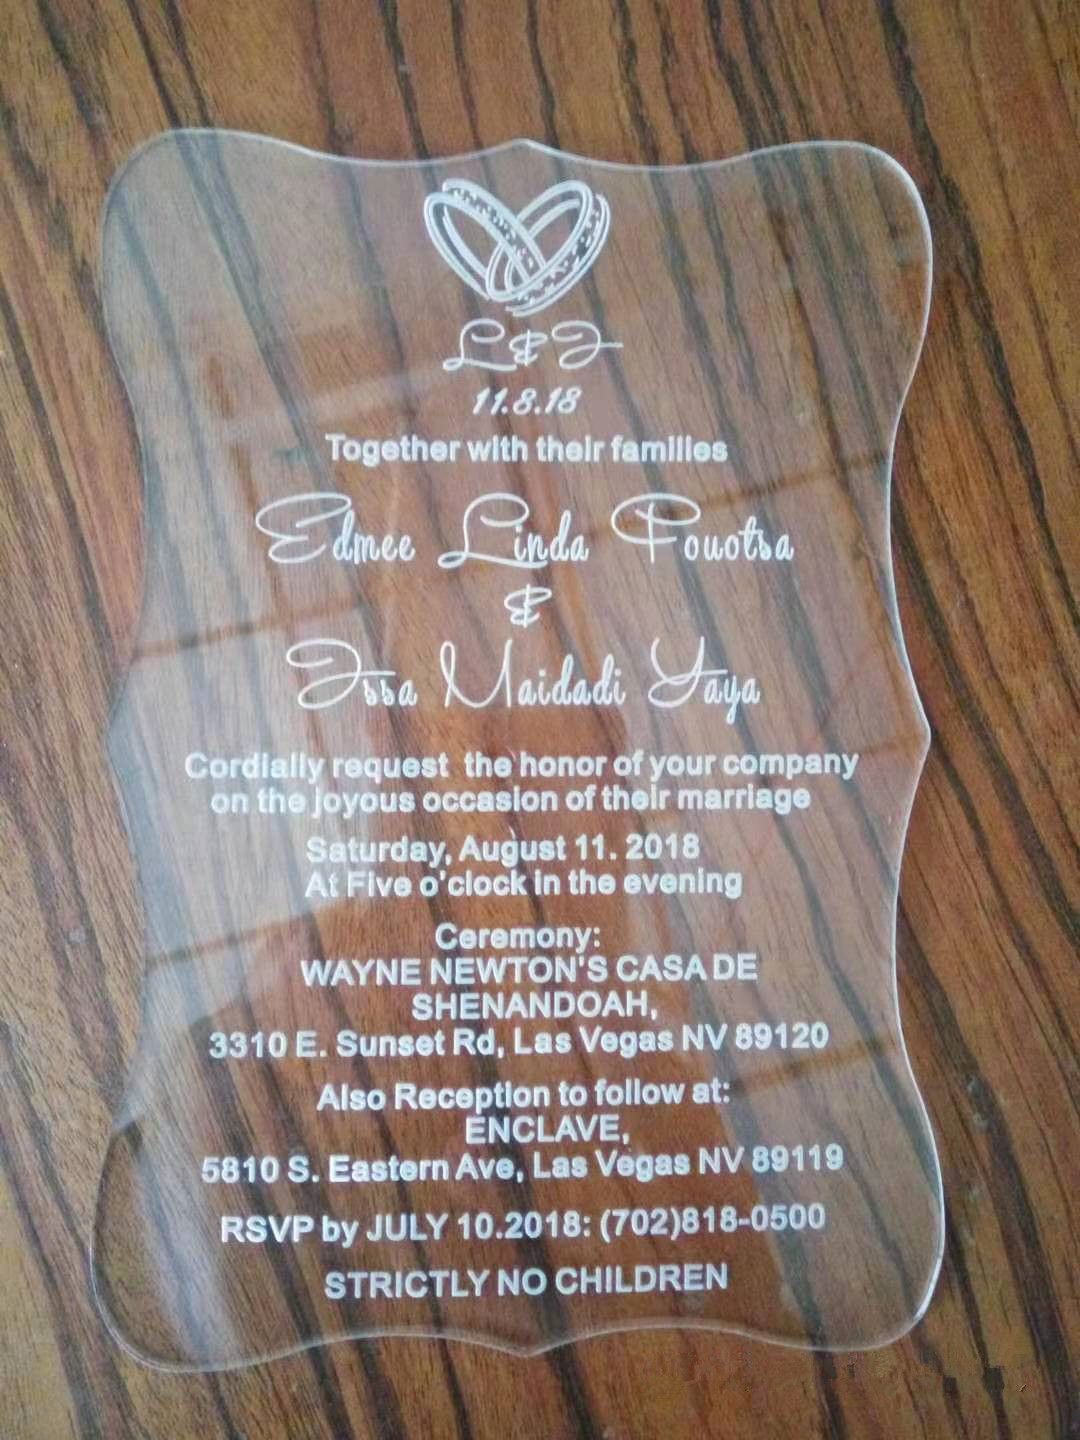 L & I
11.8.18
Together with their families
Edmee Linda Pouotsa
&
Issa Maidadi Yaya
Cordially request the honor of your company
on the joyous occasion of their marriage
Saturday, August 11. 2018
At Five o'clock in the evening
Ceremony:
WAYNE NEWTON'S CASA DE
SHENANDOAH,
3310 E. Sunset Rd, Las Vegas NV 89120
Also Reception to follow at:
ENCLAVE,
5810 S. Eastern Ave, Las Vegas NV 89119
RSVP by JULY 10.2018: (702)818-0500
STRICTLY NO CHILDREN